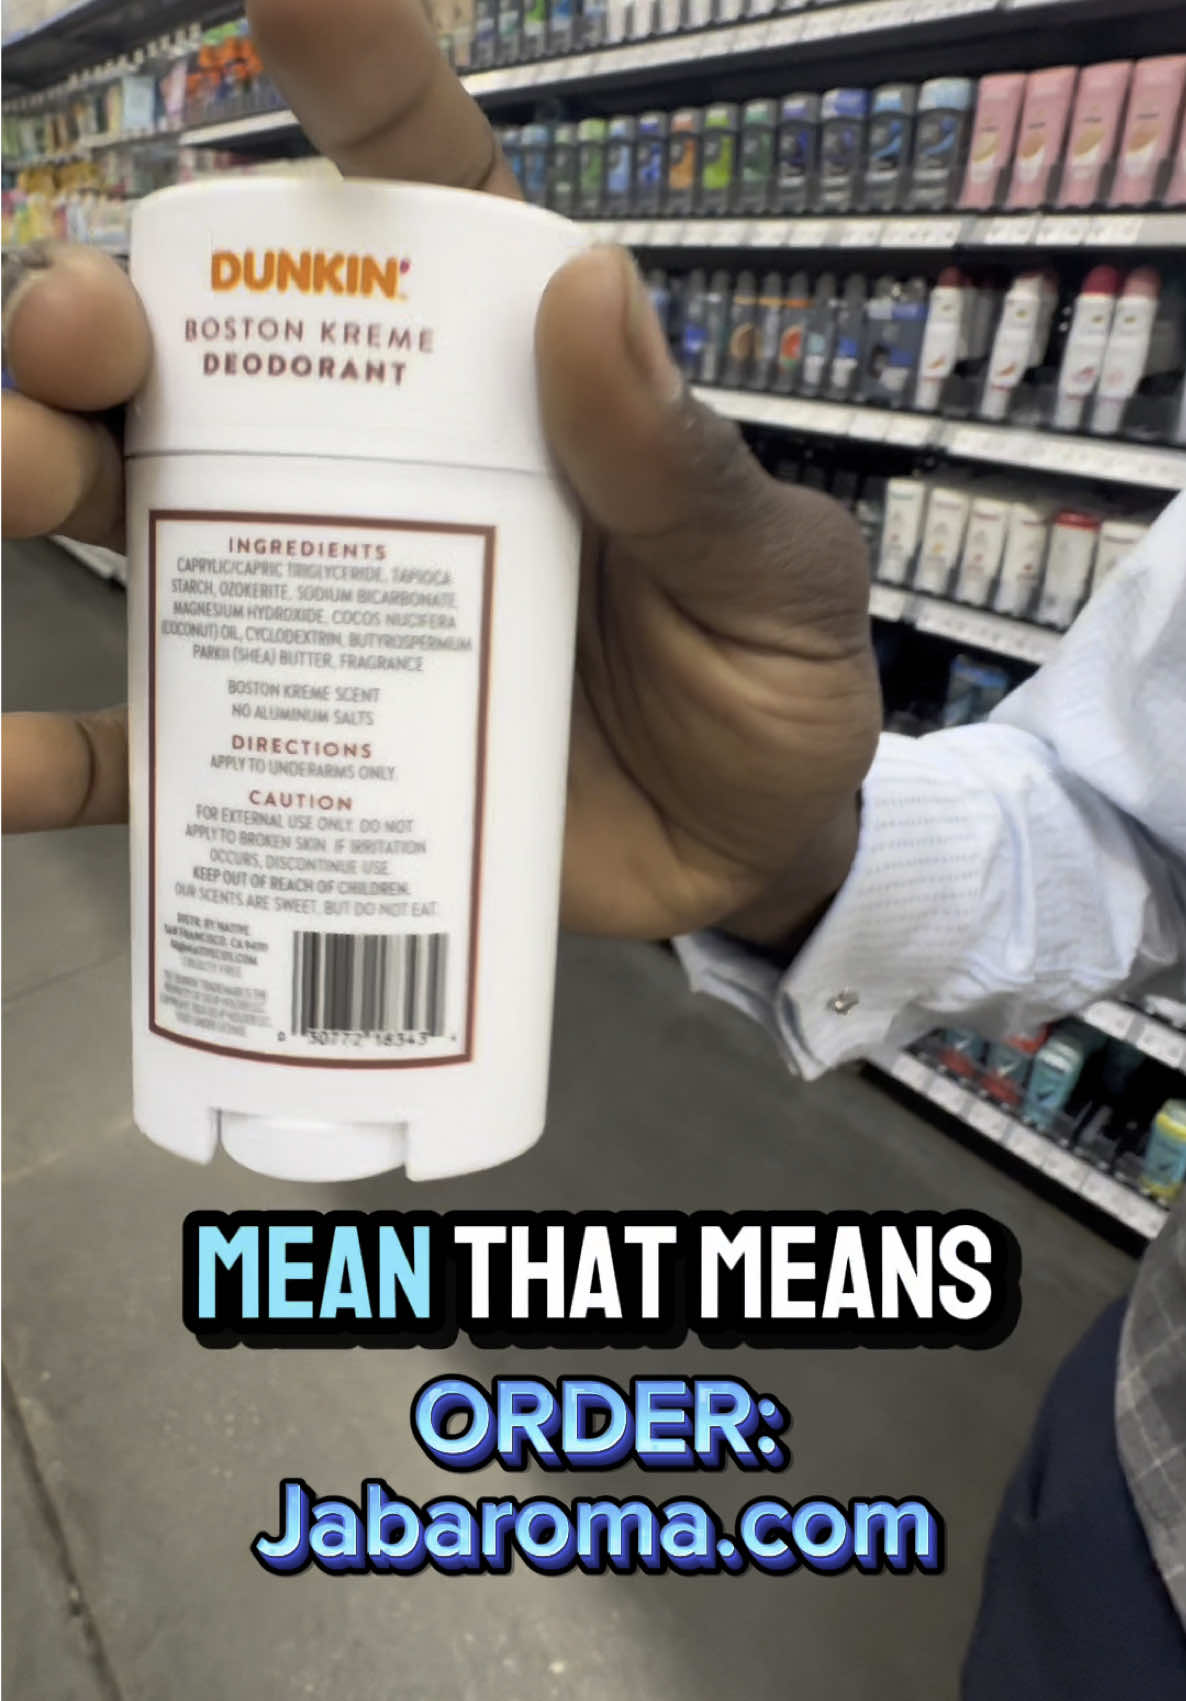 DUNKIN'
BOSTON KREME
DEODORANT
INGREDIENTS
CAPRYLIC/CAPRIC TRIGLYCERIDE, TAPIOCA
STARCH, OZOKERITE, SODIUM BICARBONATE,
MAGNESIUM HYDROXIDE, COCOS NUCIFERA
(COCONUT) OIL, CYCLODEXTRIN, BUTYROSPERMUM
PARKII (SHEA) BUTTER, FRAGRANCE
BOSTON KREME SCENT
NO ALUMINUM SALTS
DIRECTIONS
APPLY TO UNDERARMS ONLY.
CAUTION
FOR EXTERNAL USE ONLY. DO NOT
APPLY TO BROKEN SKIN. IF IRRITATION
OCCURS, DISCONTINUE USE.
KEEP OUT OF REACH OF CHILDREN.
OUR SCENTS ARE SWEET, BUT DO NOT EAT.
DISTR. BY NATIVE
SAN FRANCISCO, CA 94111
CRUELTY FREE
0 30772 18343
MEAN THAT MEANS
ORDER:
Jabaroma.com